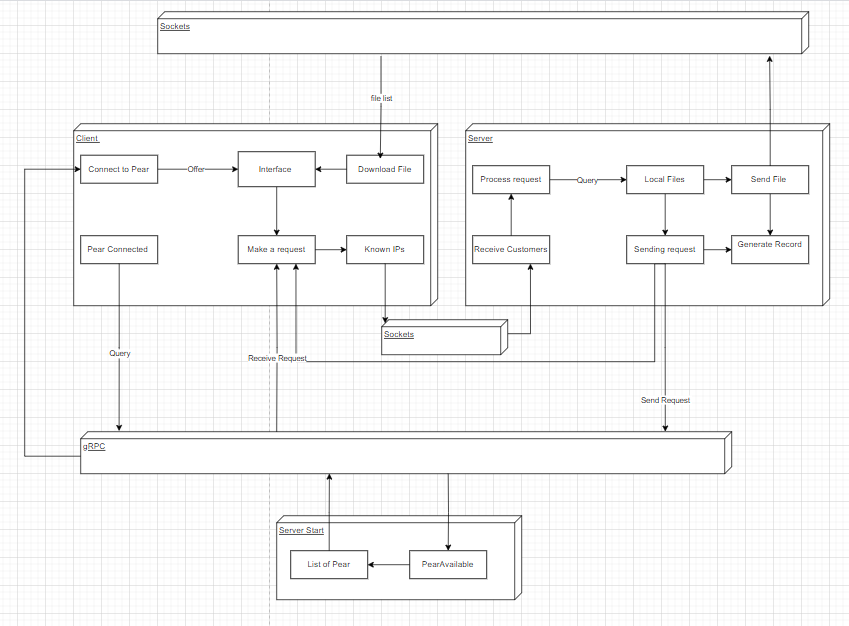 Sockets
file list
Client
Server
Connect to Pear
Offer
Interface
Download File
Process request
Query
Local Files
Send File
Pear Connected
Make a request
Known IPs
Receive Customers
Sending request
Generate Record
Sockets
Query
Receive Request
Send Request
gRPC
Server Start
List of Pear
PearAvailable